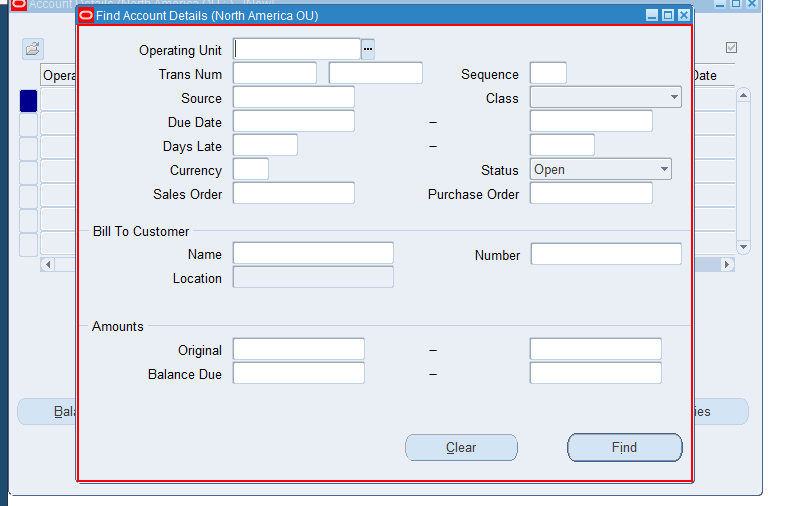 Account Details (North America OU)
Find Account Details (North America OU)
Operating Unit
Trans Num
Sequence
Source
Class
Due Date –
Days Late –
Currency
Status Open
Sales Order
Purchase Order
Bill To Customer
Name
Number
Location
Amounts
Original –
Balance Due –
Clear
Find
Opera
Date
Bala
ies